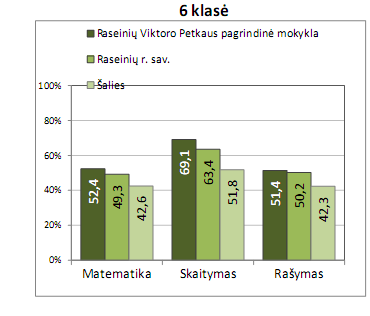 6 klasė
Raseinių Viktoro Petkaus pagrindinė mokykla
Raseinių r. sav.
Šalies
100%
80%
60%
40%
20%
0%
52,4
49,3
42,6
69,1
63,4
51,8
51,4
50,2
42,3
Matematika
Skaitymas
Rašymas